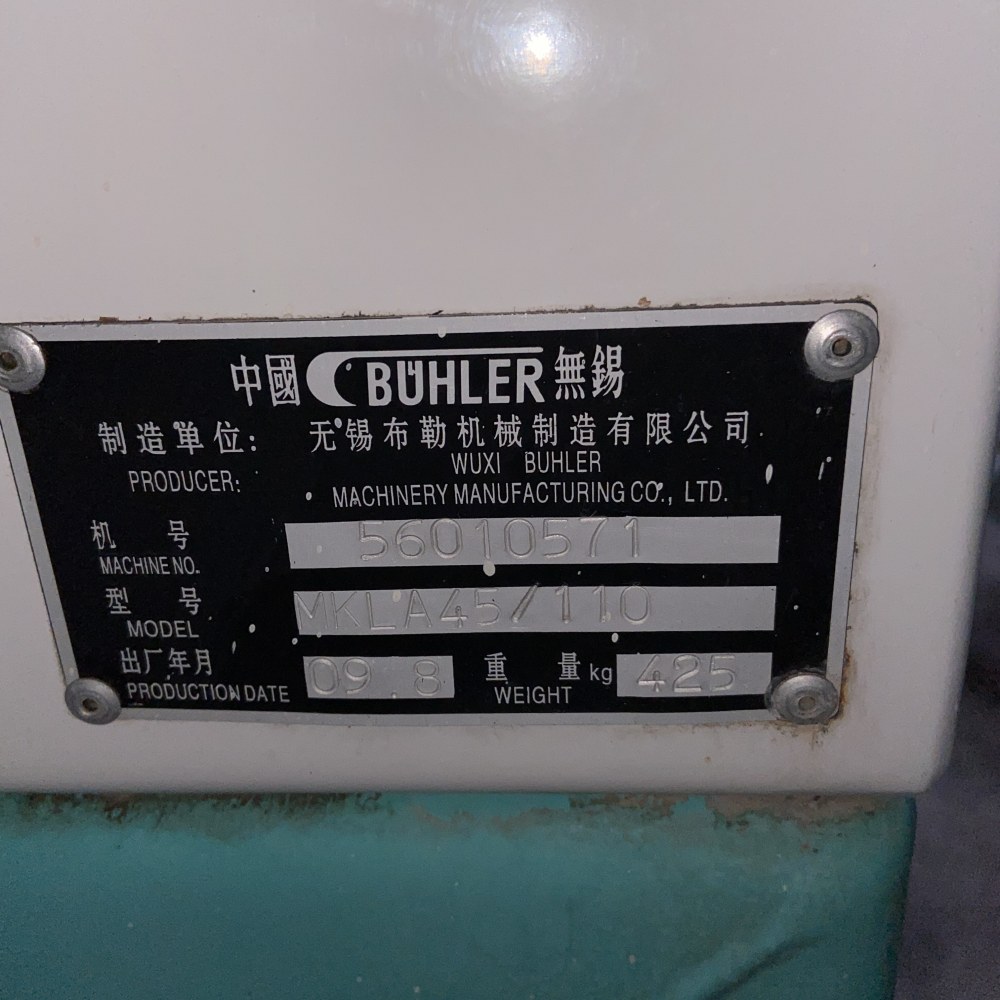 中國 BÜHLER 無錫
制造單位: 无锡布勒机械制造有限公司
PRODUCER: WUXI BUHLER
MACHINERY MANUFACTURING CO., LTD.
机号 56010571
MACHINE NO.
型号 MKLA45/110
MODEL
出厂年月 09.8 重量 kg 425
PRODUCTION DATE WEIGHT